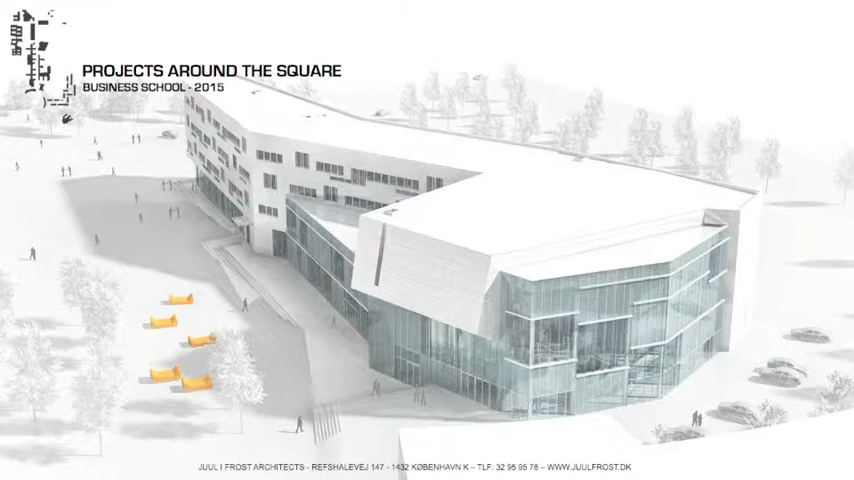 PROJECTS AROUND THE SQUARE
BUSINESS SCHOOL - 2015
JUUL I FROST ARCHITECTS - REFSHALEVEJ 147 - 1432 KØBENHAVN K – TLF: 32 95 95 78 – WWW.JUULFROST.DK